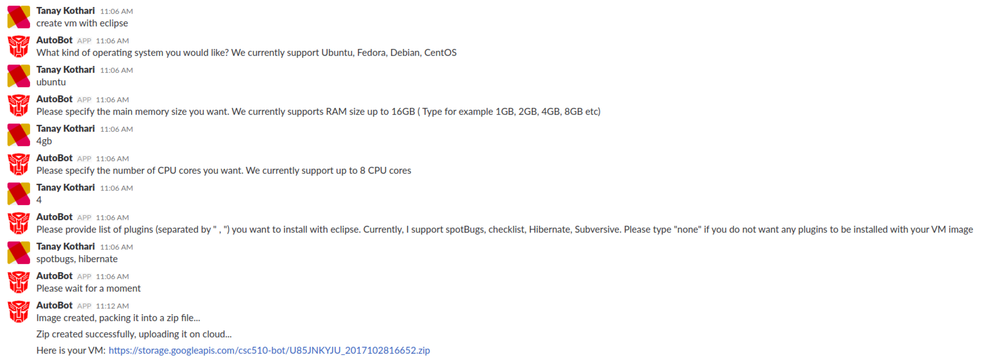 Tanay Kothari 11:06 AM
create vm with eclipse
AutoBot APP 11:06 AM
What kind of operating system you would like? We currently support Ubuntu, Fedora, Debian, CentOS
Tanay Kothari 11:06 AM
ubuntu
AutoBot APP 11:06 AM
Please specify the main memory size you want. We currently supports RAM size up to 16GB ( Type for example 1GB, 2GB, 4GB, 8GB etc)
Tanay Kothari 11:06 AM
4gb
AutoBot APP 11:06 AM
Please specify the number of CPU cores you want. We currently support up to 8 CPU cores
Tanay Kothari 11:06 AM
4
AutoBot APP 11:06 AM
Please provide list of plugins (separated by " , ") you want to install with eclipse. Currently, I support spotBugs, checklist, Hibernate, Subversive. Please type "none" if you do not want any plugins to be installed with your VM image
Tanay Kothari 11:06 AM
spotbugs, hibernate
AutoBot APP 11:06 AM
Please wait for a moment
AutoBot APP 11:12 AM
Image created, packing it into a zip file...
Zip created successfully, uploading it on cloud...
Here is your VM: https://storage.googleapis.com/csc510-bot/U85JNKYJU_2017102816652.zip